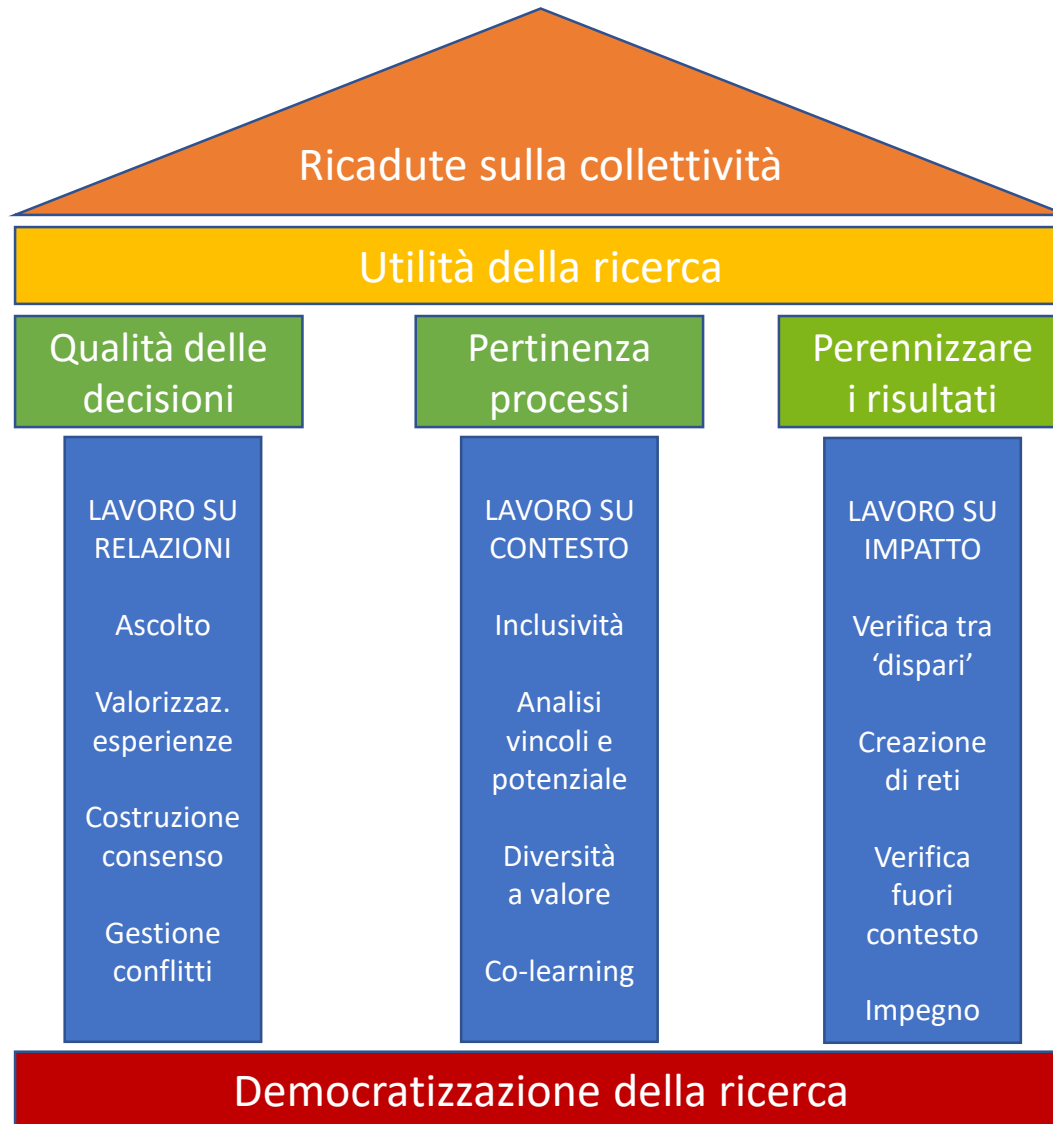 Ricadute sulla collettività
Utilità della ricerca
Qualità delle
decisioni
Pertinenza
processi
Perennizzare
i risultati
LAVORO SU
RELAZIONI
Ascolto
Valorizzaz.
esperienze
Costruzione
consenso
Gestione
conflitti
LAVORO SU
CONTESTO
Inclusività
Analisi
vincoli e
potenziale
Diversità
a valore
Co-learning
LAVORO SU
IMPATTO
Verifica tra
‘dispari’
Creazione
di reti
Verifica
fuori
contesto
Impegno
Democratizzazione della ricerca